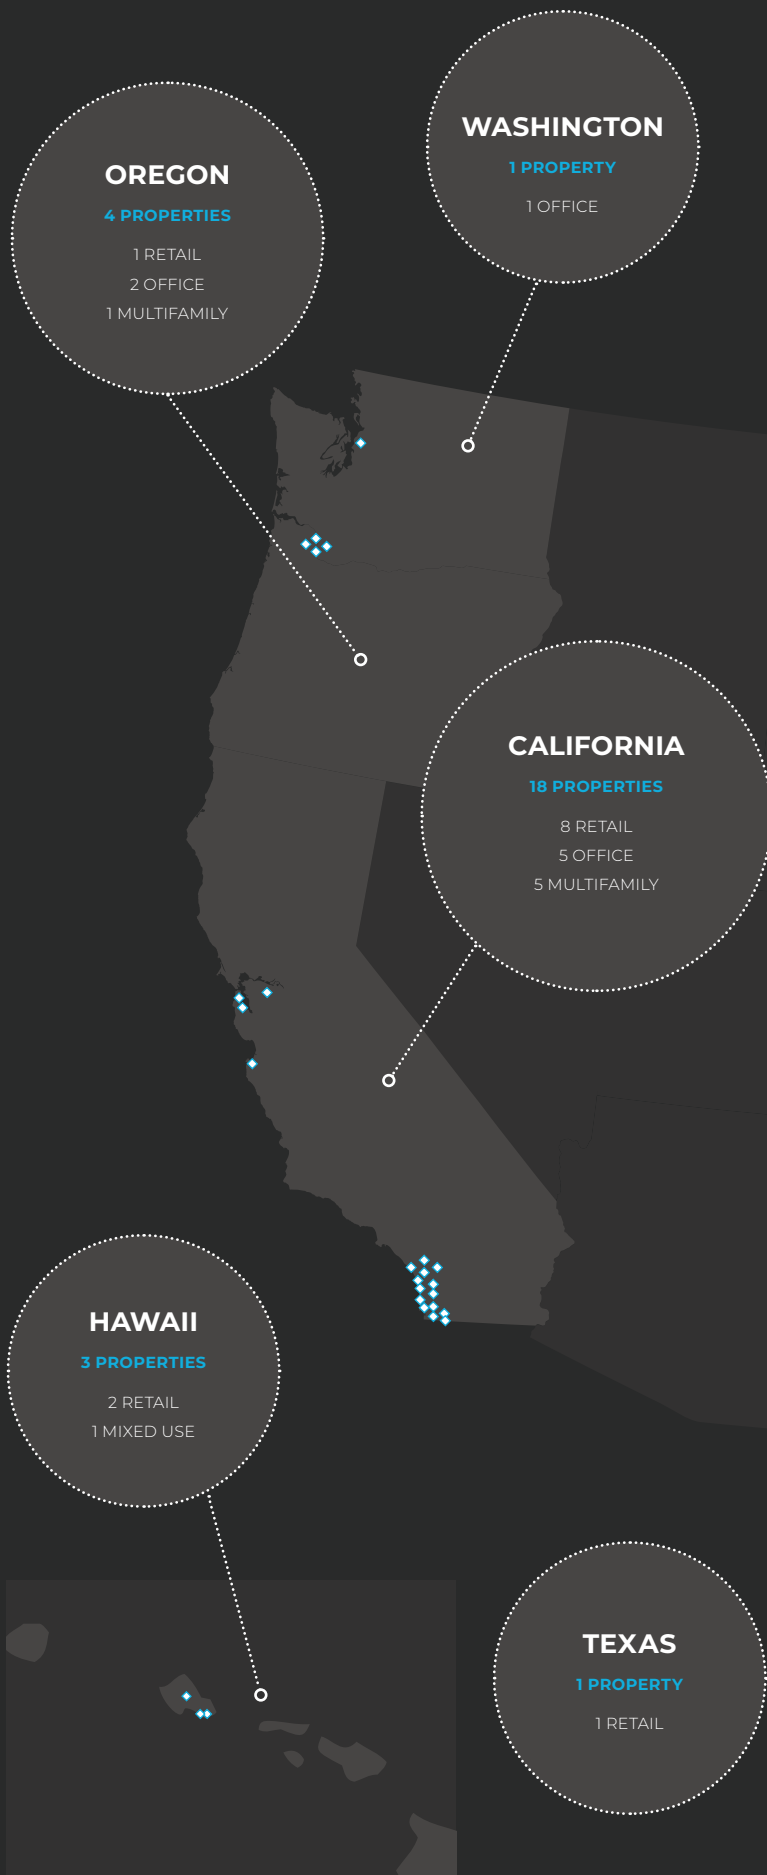 WASHINGTON
1 PROPERTY
1 OFFICE
OREGON
4 PROPERTIES
1 RETAIL
2 OFFICE
1 MULTIFAMILY
CALIFORNIA
18 PROPERTIES
8 RETAIL
5 OFFICE
5 MULTIFAMILY
HAWAII
3 PROPERTIES
2 RETAIL
1 MIXED USE
TEXAS
1 PROPERTY
1 RETAIL